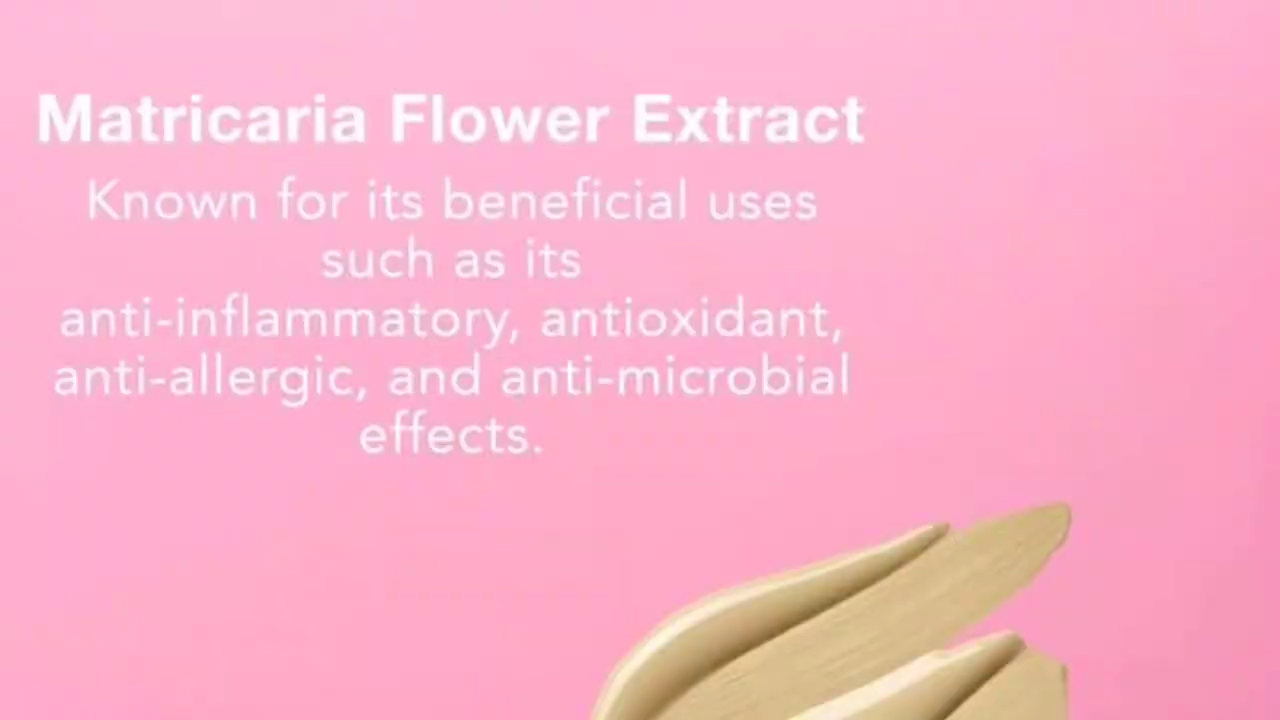 Matricaria Flower Extract
Known for its beneficial uses
such as its
anti-inflammatory, antioxidant,
anti-allergic, and anti-microbial
effects.